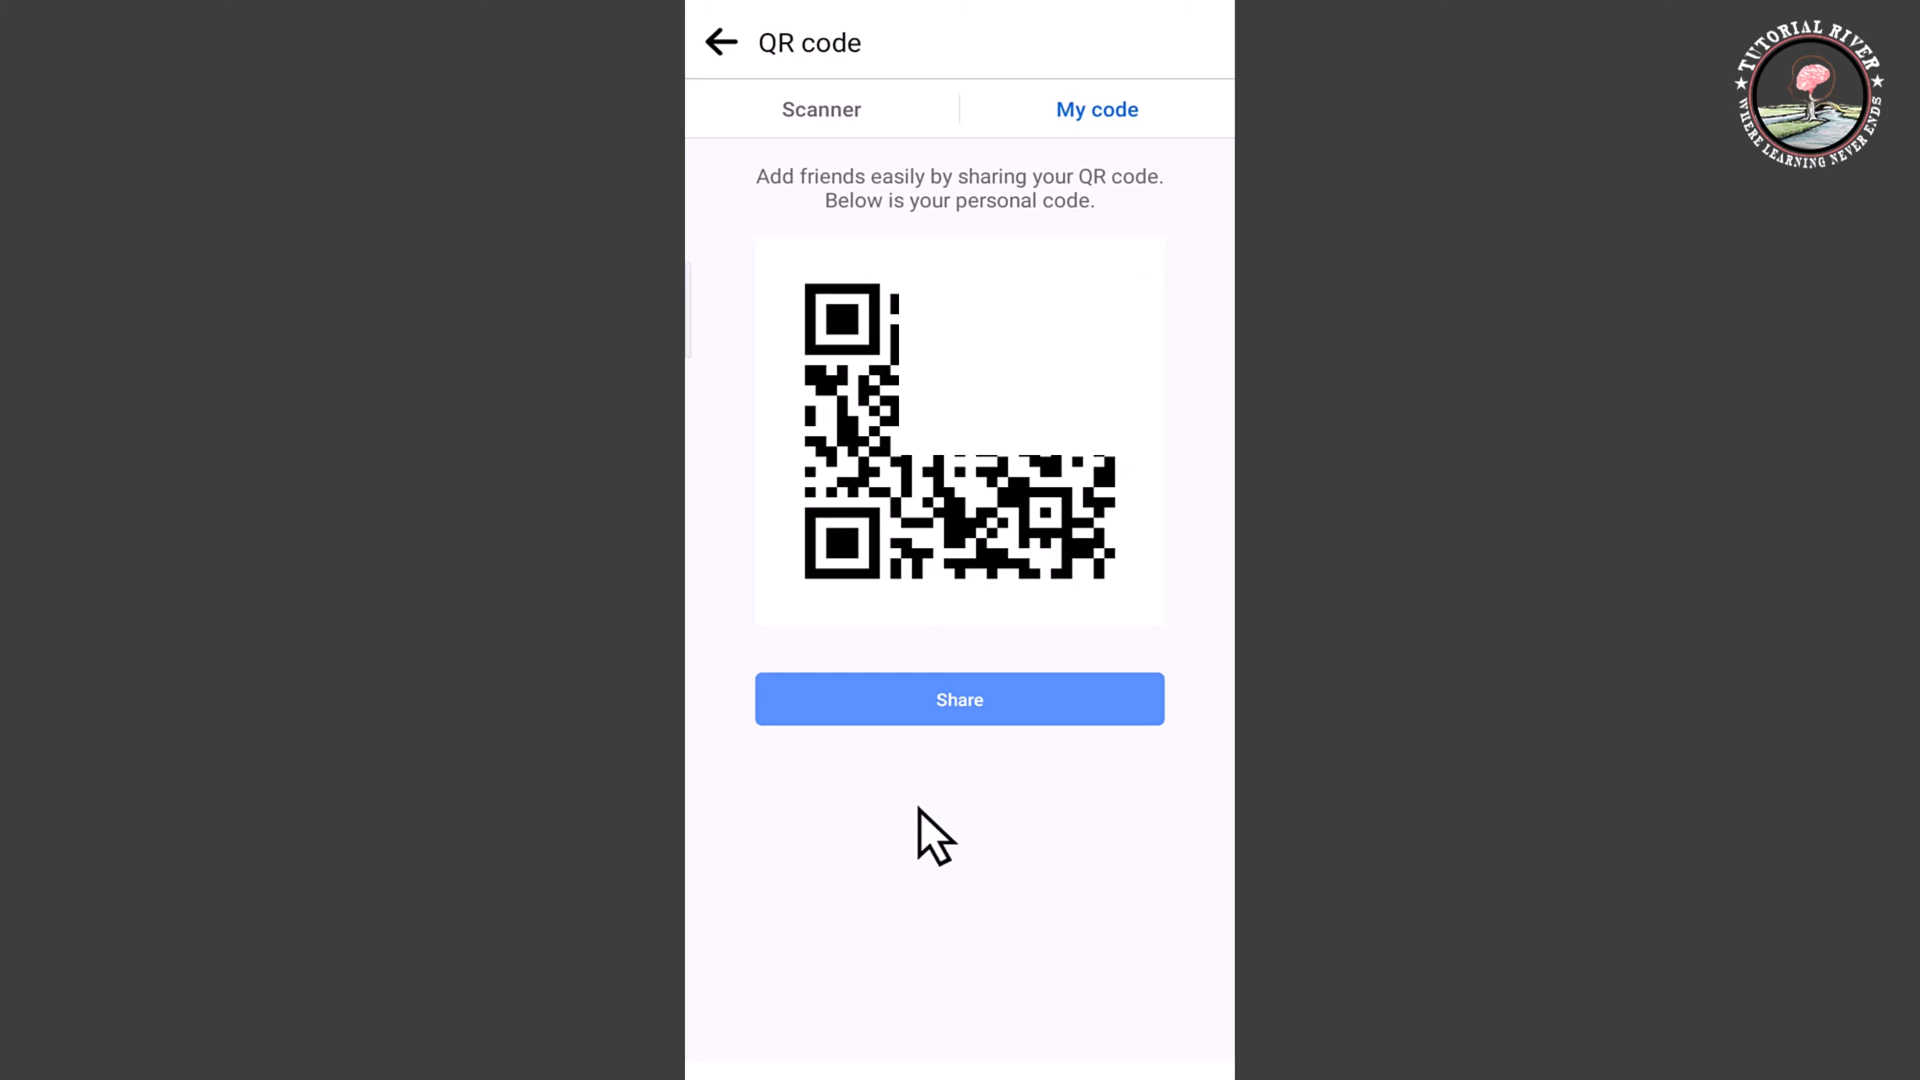 QR code
Scanner
My code
Add friends easily by sharing your QR code.
Below is your personal code.
Share
TUTORIAL RIVER
WHERE LEARNING NEVER ENDS